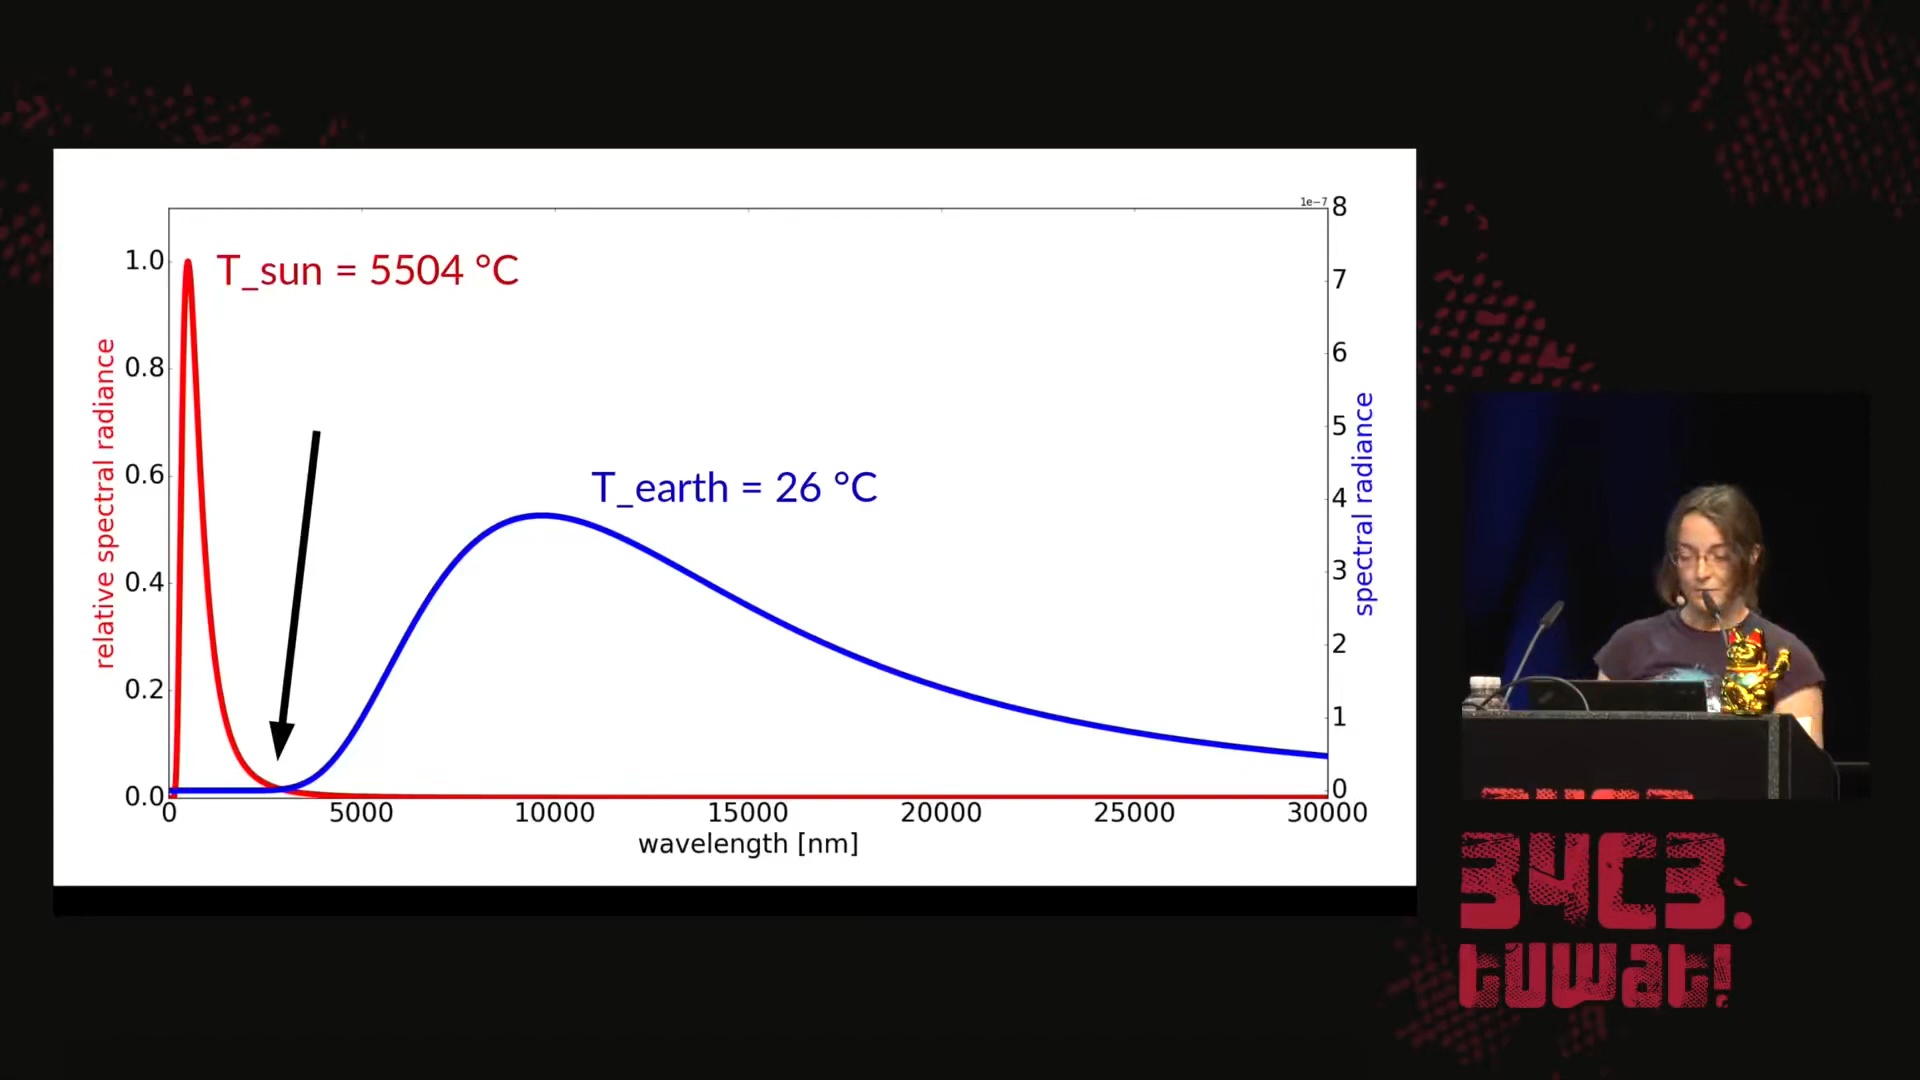 1e−7
8
1.0
T_sun = 5504 °C
7
0.8
6
relative spectral radiance
5
spectral radiance
0.6
T_earth = 26 °C
4
0.4
3
2
0.2
1
0.0
0
0 5000 10000 15000 20000 25000 30000
wavelength [nm]
34C3.
tuwat!